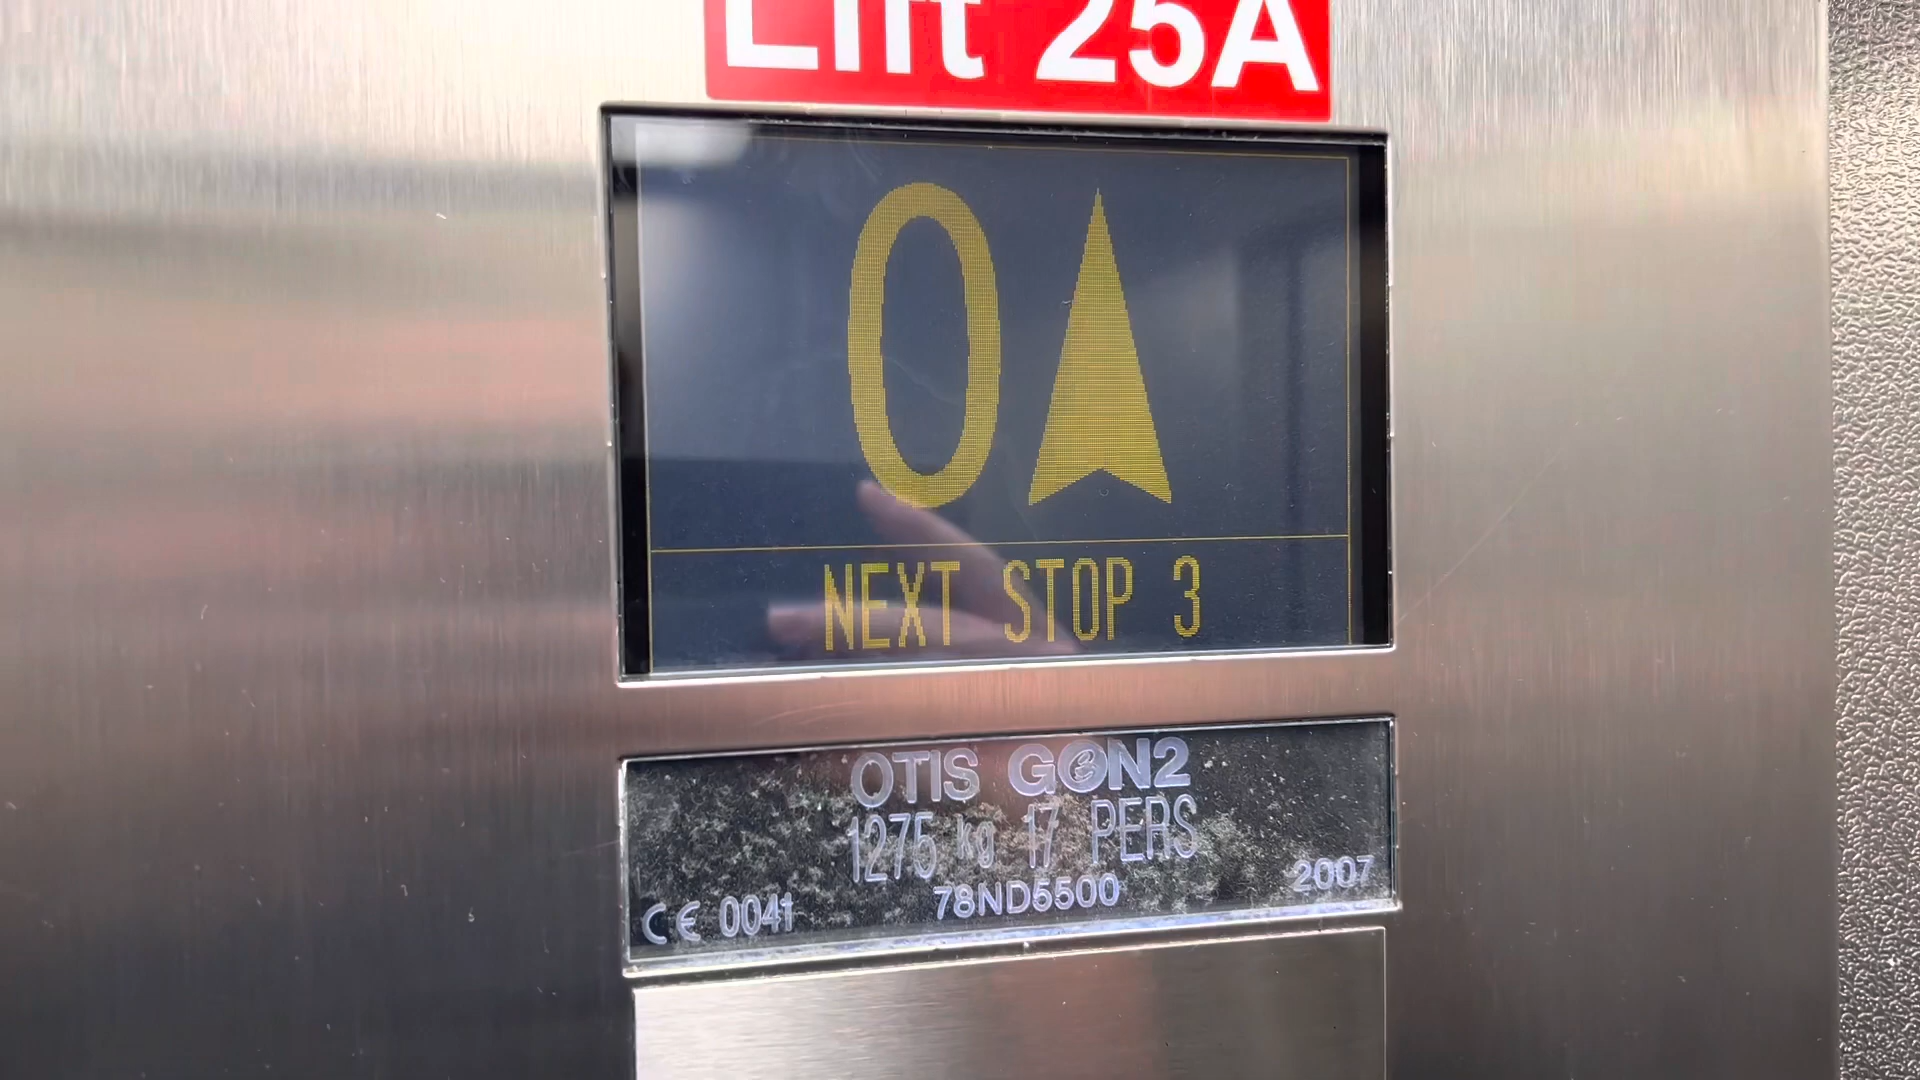 Lift 25A
0
NEXT STOP 3
OTIS GEN2
1275 kg 17 PERS
78ND5500
2007
CE 0041